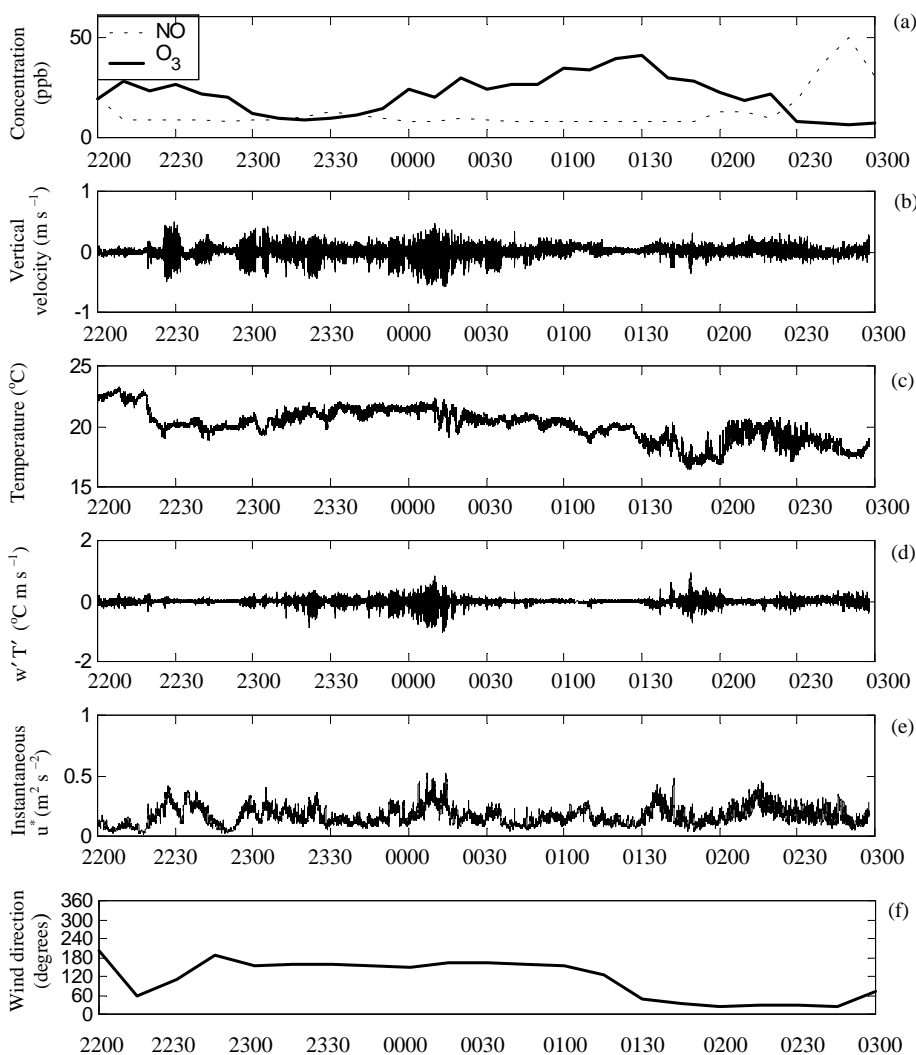 (a)
NO
O3
50
0
Concentration
(ppb)
2200 2230 2300 2330 0000 0030 0100 0130 0200 0230 0300
(b)
1
0
-1
Vertical
velocity (m s⁻¹)
2200 2230 2300 2330 0000 0030 0100 0130 0200 0230 0300
(c)
25
20
15
Temperature (°C)
2200 2230 2300 2330 0000 0030 0100 0130 0200 0230 0300
(d)
2
0
-2
w′T′ (°C m s⁻¹)
2200 2230 2300 2330 0000 0030 0100 0130 0200 0230 0300
(e)
1
0.5
0
Instantaneous
u* (m² s⁻²)
2200 2230 2300 2330 0000 0030 0100 0130 0200 0230 0300
(f)
360
300
240
180
120
60
0
Wind direction
(degrees)
2200 2230 2300 2330 0000 0030 0100 0130 0200 0230 0300